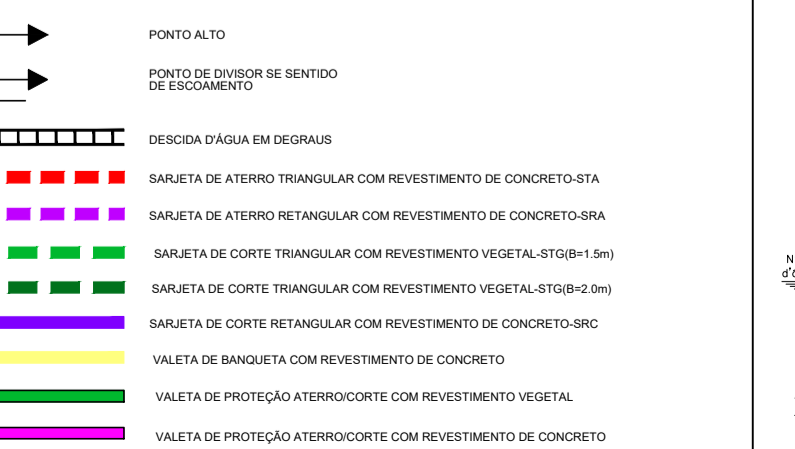 PONTO ALTO
PONTO DE DIVISOR SE SENTIDO
DE ESCOAMENTO
DESCIDA D'ÁGUA EM DEGRAUS
SARJETA DE ATERRO TRIANGULAR COM REVESTIMENTO DE CONCRETO-STA
SARJETA DE ATERRO RETANGULAR COM REVESTIMENTO DE CONCRETO-SRA
SARJETA DE CORTE TRIANGULAR COM REVESTIMENTO VEGETAL-STG(B=1.5m)
SARJETA DE CORTE TRIANGULAR COM REVESTIMENTO VEGETAL-STG(B=2.0m)
SARJETA DE CORTE RETANGULAR COM REVESTIMENTO DE CONCRETO-SRC
VALETA DE BANQUETA COM REVESTIMENTO DE CONCRETO
VALETA DE PROTEÇÃO ATERRO/CORTE COM REVESTIMENTO VEGETAL
VALETA DE PROTEÇÃO ATERRO/CORTE COM REVESTIMENTO DE CONCRETO